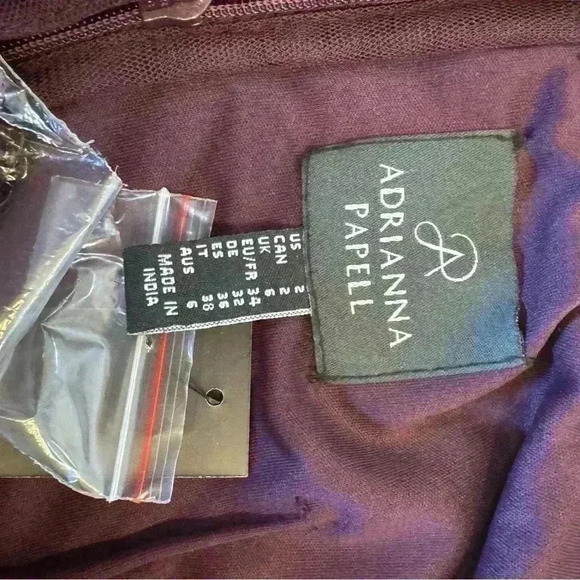 ADRIANNA
PAPELL
US 2
CAN 2
UK 6
EU/FR 34
DE 32
ES 36
IT 38
AUS 6
MADE IN
INDIA